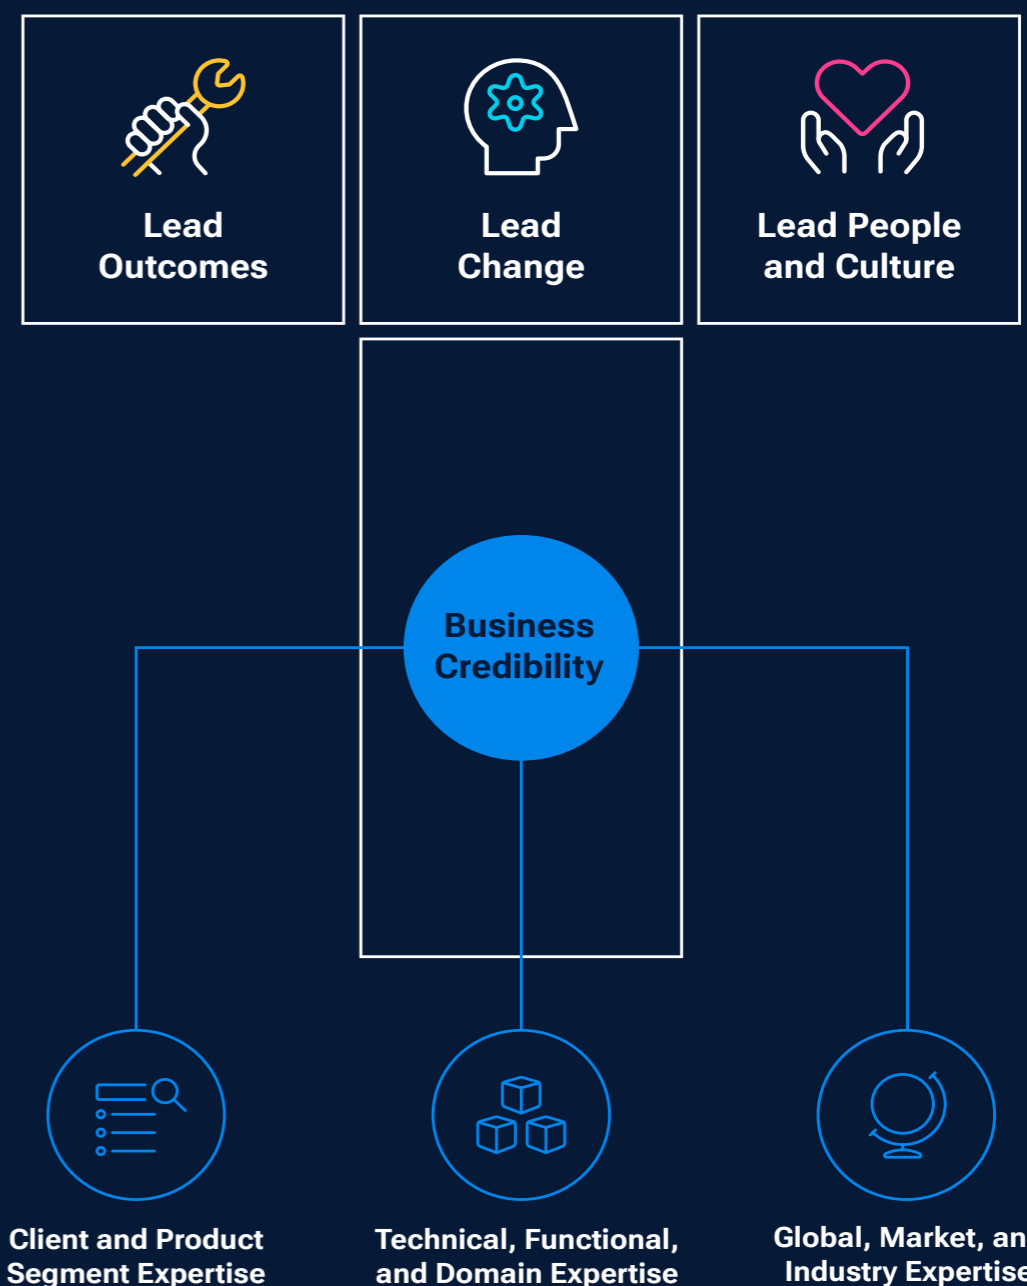 Lead
Outcomes
Lead
Change
Lead People
and Culture
Business
Credibility
Client and Product
Segment Expertise
Technical, Functional,
and Domain Expertise
Global, Market, an
Industry Expertise